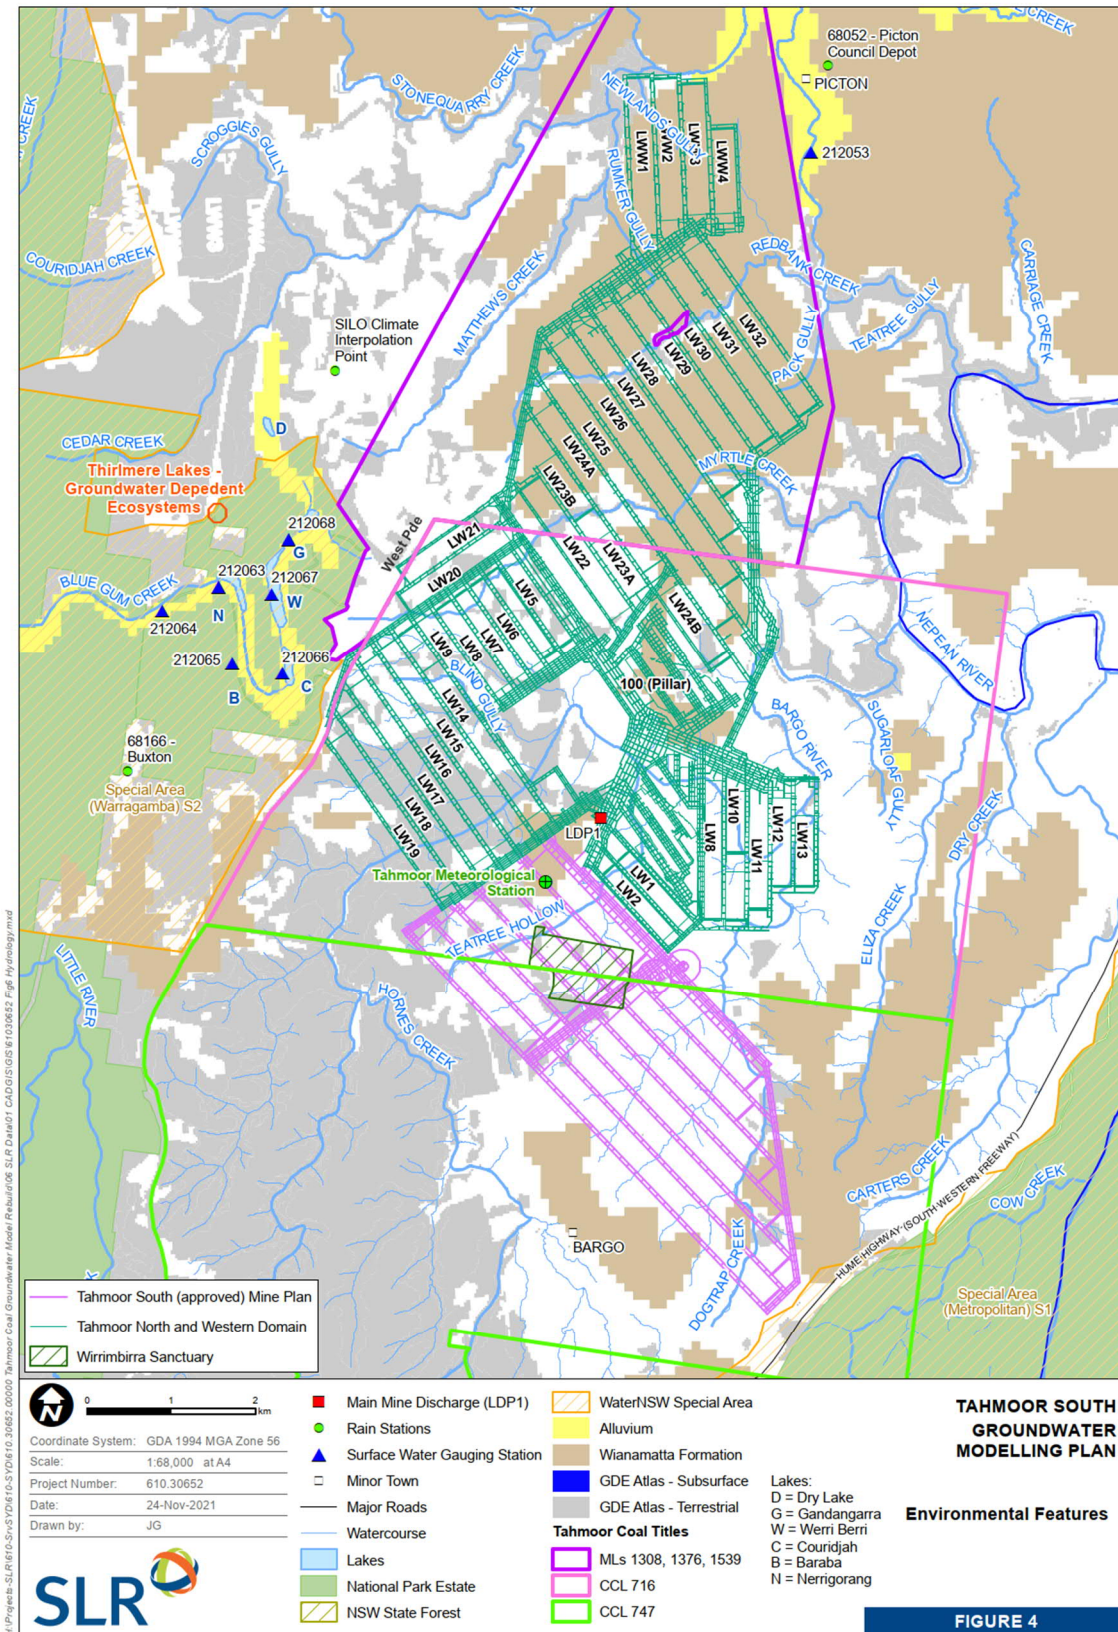 CREEK
68052 - Picton
Council Depot
PICTON
STONEQUARRY CREEK
NEWLANDS GULLY
SCROGGIES GULLY
RUMKER GULLY
LWW1
LWW4
212053
COURIDJAH CREEK
REDBANK CREEK
CARRIAGE CREEK
TEATREE GULLY
PACK GULLY
MATTHEWS CREEK
SILO Climate
Interpolation
Point
LW32
LW31
LW30
LW29
LW28
LW27
LW26
LW25
LW24A
LW23B
D
CEDAR CREEK
Thirlmere Lakes -
Groundwater Depedent
Ecosystems
MYRTLE CREEK
212068
G
West Pde
LW21
LW20
LW22
LW23A
LW24B
LW5
LW6
LW7
LW8
LW9
BLUE GUM CREEK
212063
212067
W
N
212064
212065
212066
B
C
NEPEAN RIVER
BLIND GULLY
100 (Pillar)
BARGO RIVER
SUGARLOAF GULLY
68166 -
Buxton
Special Area
(Warragamba) S2
LW14
LW15
LW16
LW17
LW18
LW19
LDP1
LW8
LW10
LW11
LW12
LW13
LW1
LW2
DRY CREEK
Tahmoor Meteorological
Station
TEATREE HOLLOW
ELIZA CREEK
LITTLE RIVER
HORNES CREEK
CARTERS CREEK
COW CREEK
HUME HIGHWAY (SOUTH WESTERN FREEWAY)
BARGO
DOGTRAP CREEK
Special Area
(Metropolitan) S1
Tahmoor South (approved) Mine Plan
Tahmoor North and Western Domain
Wirrimbirra Sanctuary
N
0 1 2
km
Coordinate System: GDA 1994 MGA Zone 56
Scale: 1:68,000 at A4
Project Number: 610.30652
Date: 24-Nov-2021
Drawn by: JG
SLR
Main Mine Discharge (LDP1)
Rain Stations
Surface Water Gauging Station
Minor Town
Major Roads
Watercourse
Lakes
National Park Estate
NSW State Forest
WaterNSW Special Area
Alluvium
Wianamatta Formation
GDE Atlas - Subsurface
GDE Atlas - Terrestrial
Tahmoor Coal Titles
MLs 1308, 1376, 1539
CCL 716
CCL 747
Lakes:
D = Dry Lake
G = Gandangarra
W = Werri Berri
C = Couridjah
B = Baraba
N = Nerrigorang
TAHMOOR SOUTH
GROUNDWATER
MODELLING PLAN
Environmental Features
FIGURE 4